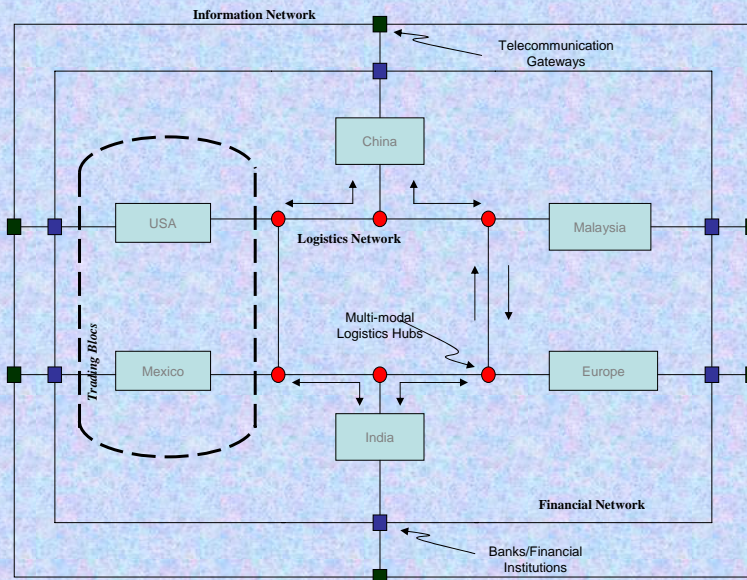 Information Network
Telecommunication
Gateways
China
USA
Malaysia
Logistics Network
Multi-modal
Logistics Hubs
Trading Blocs
Mexico
Europe
India
Financial Network
Banks/Financial
Institutions